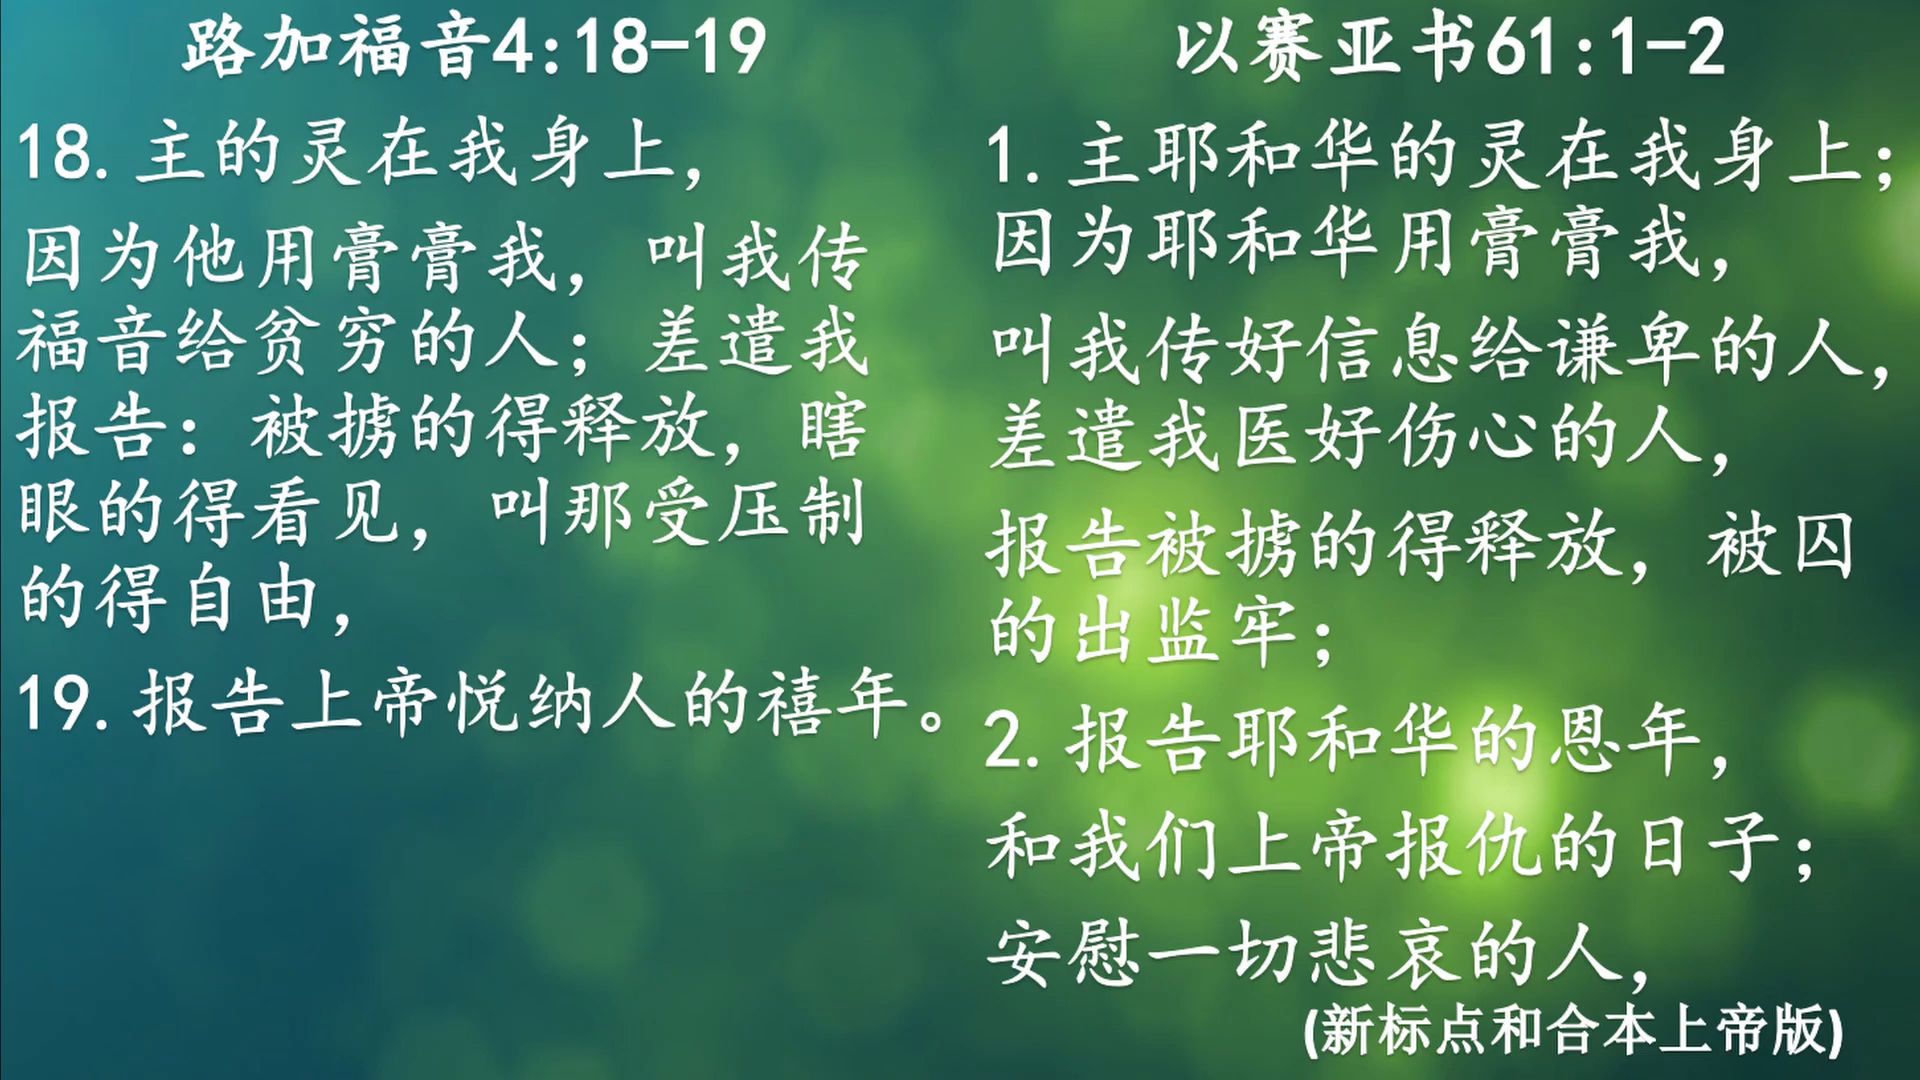 路加福音4:18-19
18. 主的灵在我身上，
因为他用膏膏我，叫我传
福音给贫穷的人；差遣我
报告：被掳的得释放，瞎
眼的得看见，叫那受压制
的得自由，
19. 报告上帝悦纳人的禧年。
以赛亚书61:1-2
1. 主耶和华的灵在我身上；
因为耶和华用膏膏我，
叫我传好信息给谦卑的人，
差遣我医好伤心的人，
报告被掳的得释放，被囚
的出监牢；
2. 报告耶和华的恩年，
和我们上帝报仇的日子；
安慰一切悲哀的人，
(新标点和合本上帝版)